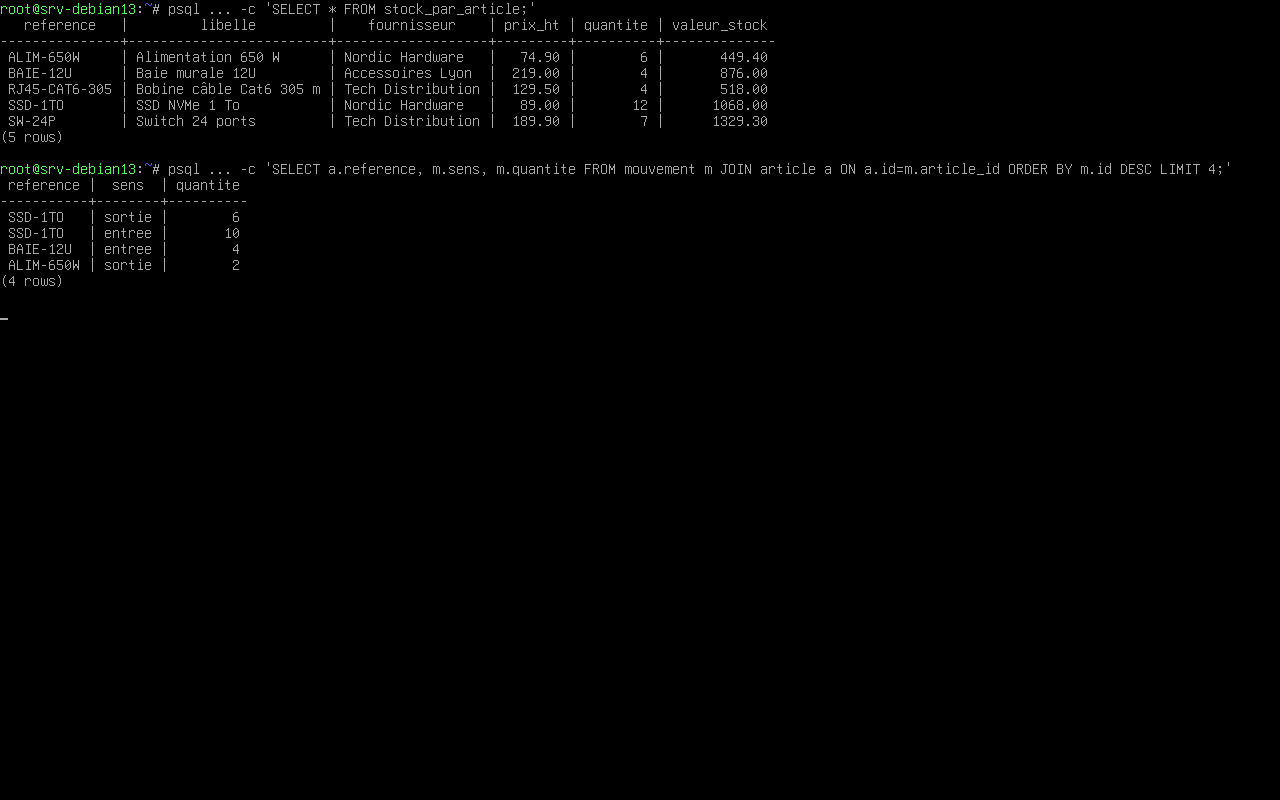 root@srv-debian13:~# psql ... -c 'SELECT * FROM stock_par_article;'
   reference   |         libelle         |    fournisseur    | prix_ht | quantite | valeur_stock
---------------+-------------------------+-------------------+---------+----------+--------------
 ALIM-650W     | Alimentation 650 W      | Nordic Hardware   |   74.90 |        6 |       449.40
 BAIE-12U      | Baie murale 12U         | Accessoires Lyon  |  219.00 |        4 |       876.00
 RJ45-CAT6-305 | Bobine câble Cat6 305 m | Tech Distribution |  129.50 |        4 |       518.00
 SSD-1TO       | SSD NVMe 1 To           | Nordic Hardware   |   89.00 |       12 |      1068.00
 SW-24P        | Switch 24 ports         | Tech Distribution |  189.90 |        7 |      1329.30
(5 rows)

root@srv-debian13:~# psql ... -c 'SELECT a.reference, m.sens, m.quantite FROM mouvement m JOIN article a ON a.id=m.article_id ORDER BY m.id DESC LIMIT 4;'
 reference |  sens  | quantite
-----------+--------+----------
 SSD-1TO   | sortie |        6
 SSD-1TO   | entree |       10
 BAIE-12U  | entree |        4
 ALIM-650W | sortie |        2
(4 rows)